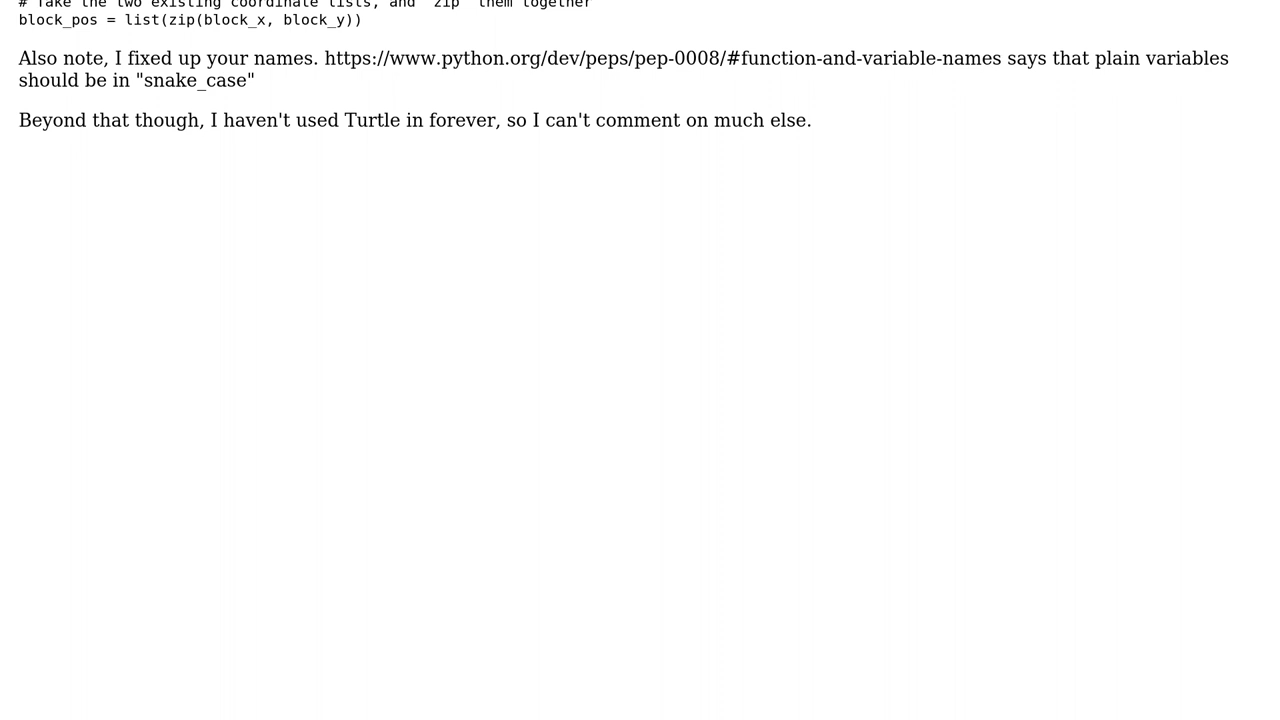 # Take the two existing coordinate lists, and "zip" them together
block_pos = list(zip(block_x, block_y))
Also note, I fixed up your names. https://www.python.org/dev/peps/pep-0008/#function-and-variable-names says that plain variables
should be in "snake_case"
Beyond that though, I haven't used Turtle in forever, so I can't comment on much else.